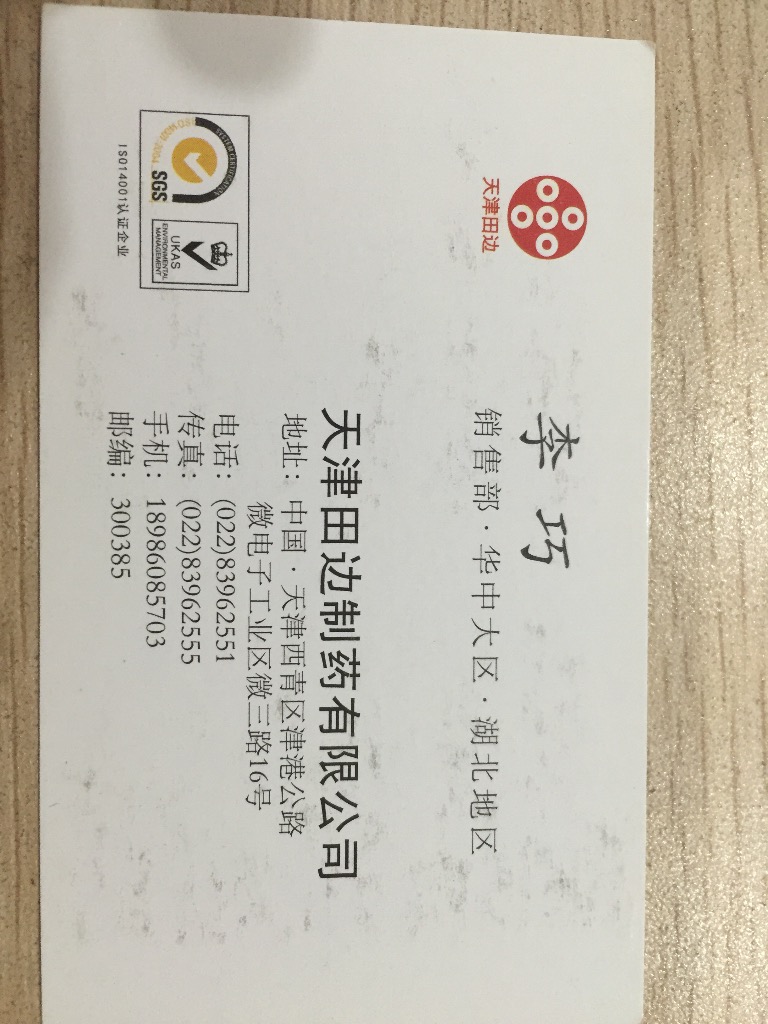 天津田边
李 巧
销售部·华中大区·湖北地区
天津田边制药有限公司
地址：中国·天津西青区津港公路
微电子工业区微三路16号
电话：(022)83962551
传真：(022)83962555
手机：18986085703
邮编：300385
SYSTEM CERTIFICATION
ISO 14001:2004
SGS
UKAS
ENVIRONMENTAL
MANAGEMENT
ISO14001认证企业